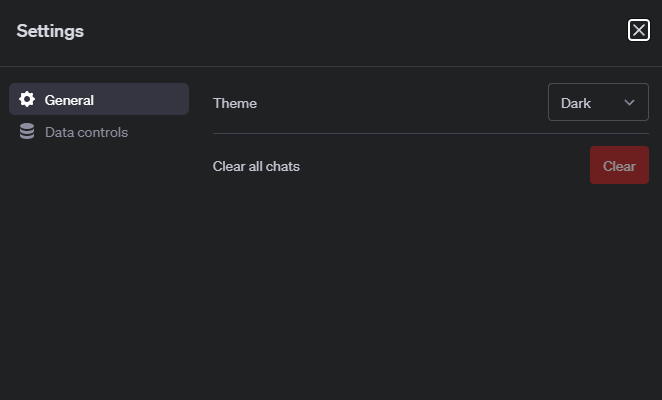 Settings
General
Data controls
Theme
Dark
Clear all chats
Clear